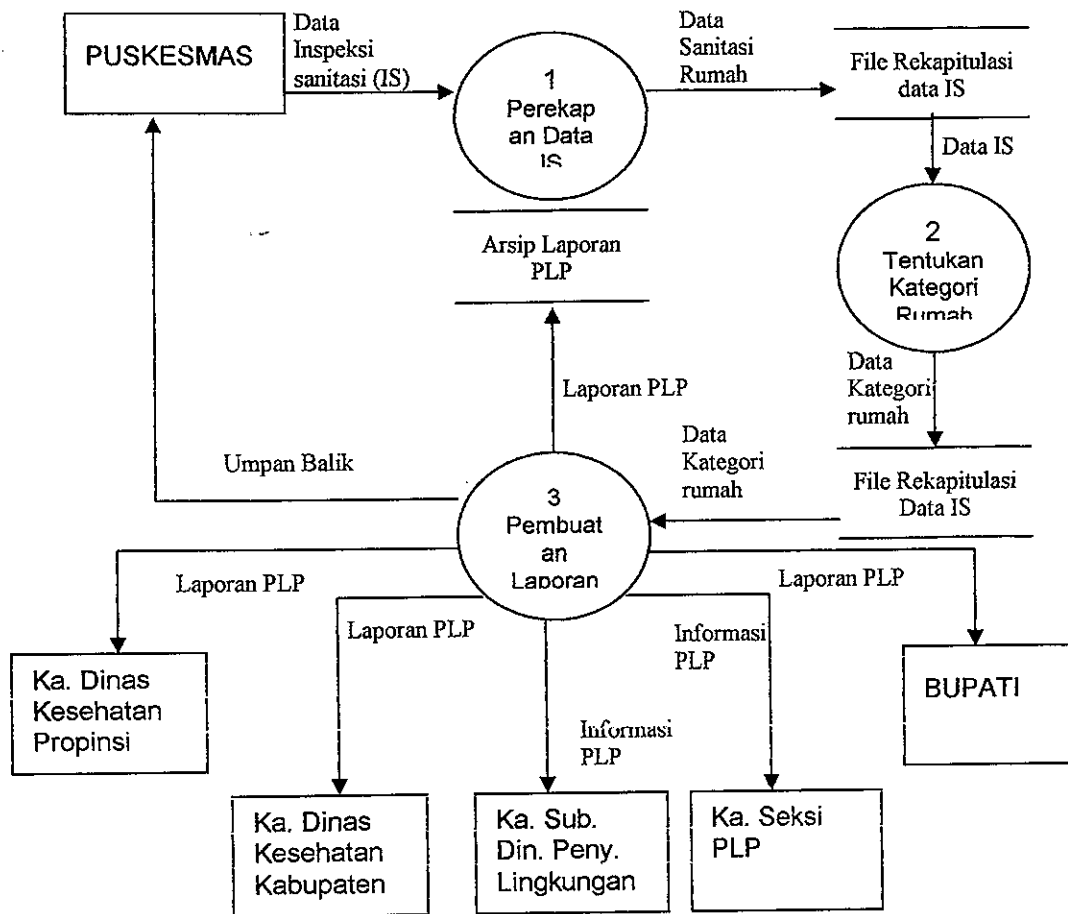 PUSKESMAS
Data
Inspeksi
sanitasi (IS)
1
Perekap
an Data
IS
Data
Sanitasi
Rumah
File Rekapitulasi
data IS
Data IS
2
Tentukan
Kategori
Rumah
Arsip Laporan
PLP
Laporan PLP
Data
Kategori
rumah
File Rekapitulasi
Data IS
Data
Kategori
rumah
Umpan Balik
3
Pembuat
an
Laporan
Laporan PLP
Laporan PLP
Informasi
PLP
Informasi
PLP
Laporan PLP
Ka. Dinas
Kesehatan
Propinsi
BUPATI
Ka. Dinas
Kesehatan
Kabupaten
Ka. Sub.
Din. Peny.
Lingkungan
Ka. Seksi
PLP